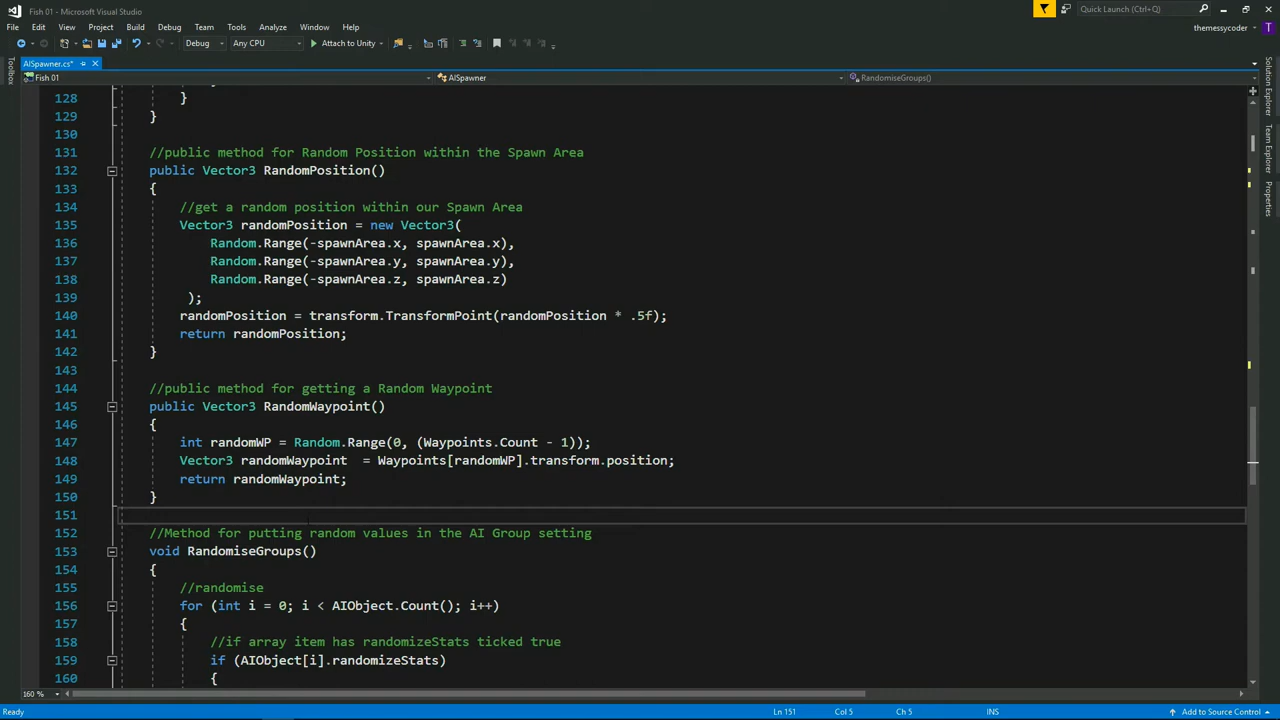 Fish 01 - Microsoft Visual Studio
Quick Launch (Ctrl+Q)
File Edit View Project Build Debug Team Tools Analyze Window Help
themessycoder T
Debug Any CPU Attach to Unity
AISpawner.cs*
Fish 01 AISpawner RandomiseGroups()
Toolbox
Solution Explorer
Team Explorer
Properties
128 }
129 }
130
131 //public method for Random Position within the Spawn Area
132 public Vector3 RandomPosition()
133 {
134 //get a random position within our Spawn Area
135 Vector3 randomPosition = new Vector3(
136 Random.Range(-spawnArea.x, spawnArea.x),
137 Random.Range(-spawnArea.y, spawnArea.y),
138 Random.Range(-spawnArea.z, spawnArea.z)
139 );
140 randomPosition = transform.TransformPoint(randomPosition * .5f);
141 return randomPosition;
142 }
143
144 //public method for getting a Random Waypoint
145 public Vector3 RandomWaypoint()
146 {
147 int randomWP = Random.Range(0, (Waypoints.Count - 1));
148 Vector3 randomWaypoint  = Waypoints[randomWP].transform.position;
149 return randomWaypoint;
150 }
151
152 //Method for putting random values in the AI Group setting
153 void RandomiseGroups()
154 {
155 //randomise
156 for (int i = 0; i < AIObject.Count(); i++)
157 {
158 //if array item has randomizeStats ticked true
159 if (AIObject[i].randomizeStats)
160 {
160 %
Ready Ln 151 Col 5 Ch 5 INS Add to Source Control